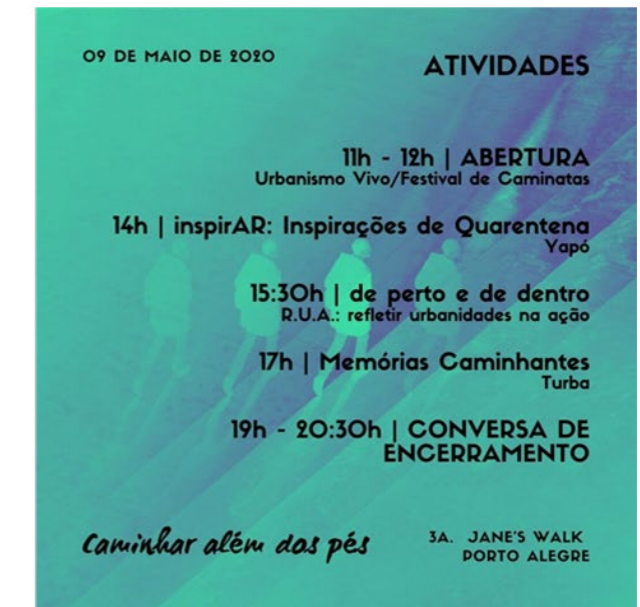 09 DE MAIO DE 2020
ATIVIDADES
11h - 12h | ABERTURA
Urbanismo Vivo/Festival de Caminatas
14h | inspirAR: Inspirações de Quarentena
Yapó
15:30h | de perto e de dentro
R.U.A.: refletir urbanidades na ação
17h | Memórias Caminhantes
Turba
19h - 20:30h | CONVERSA DE
ENCERRAMENTO
Caminhar além dos pés
3A. JANE'S WALK
PORTO ALEGRE